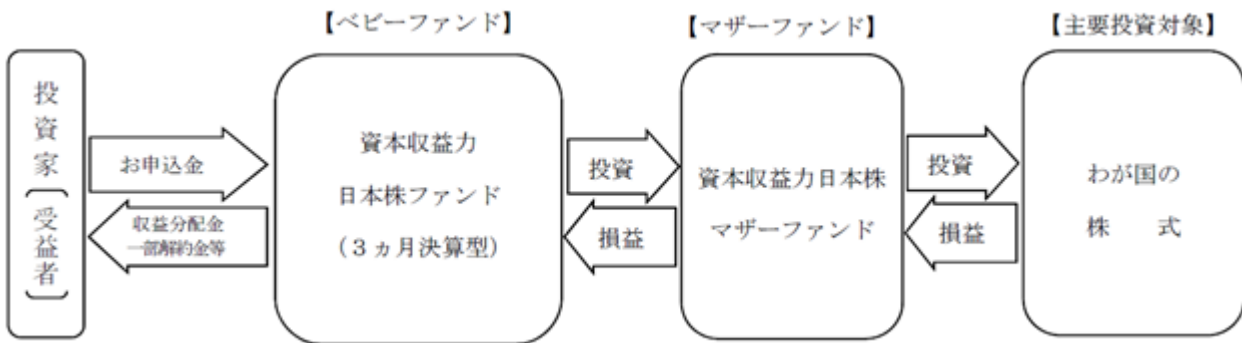 【ベビーファンド】
【マザーファンド】
【主要投資対象】
投資家(受益者)
お申込金
収益分配金
一部解約金等
資本収益力
日本株ファンド
(3ヵ月決算型)
投資
損益
資本収益力日本株
マザーファンド
投資
損益
わが国の
株 式